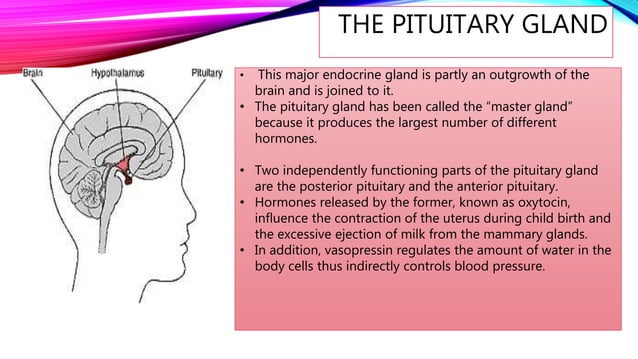 THE PITUITARY GLAND
Brain Hypothalamus Pituitary
• This major endocrine gland is partly an outgrowth of the
brain and is joined to it.
• The pituitary gland has been called the “master gland”
because it produces the largest number of different
hormones.
• Two independently functioning parts of the pituitary gland
are the posterior pituitary and the anterior pituitary.
• Hormones released by the former, known as oxytocin,
influence the contraction of the uterus during child birth and
the excessive ejection of milk from the mammary glands.
• In addition, vasopressin regulates the amount of water in the
body cells thus indirectly controls blood pressure.